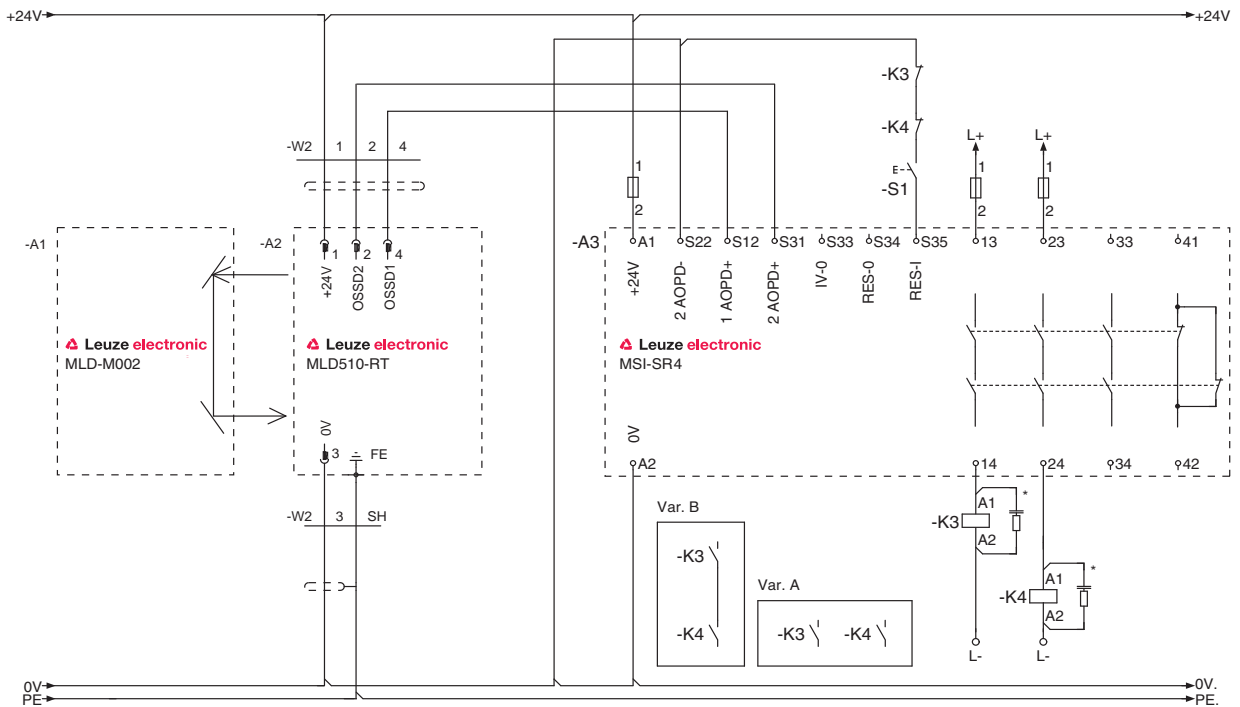 +24V
+24V
-K3
-K4
L+
L+
-W2 1 2 4
1
1
1
E
-S1
2
2
2
-A1
-A2
1 2 4
-A3
A1 S22 S12 S31 S33 S34 S35 13 23 33 41
+24V
OSSD2
OSSD1
+24V
2 AOPD-
1 AOPD+
2 AOPD+
IV-0
RES-0
RES-I
Leuze electronic
MLD-M002
Leuze electronic
MLD510-RT
Leuze electronic
MSI-SR4
0V
3
FE
0V
A2
14 24 34 42
-W2 3 SH
Var. B
-K3
-K4
Var. A
-K3 -K4
A1
*
-K3
A2
A1
*
-K4
A2
L-
L-
0V
0V.
PE
PE.